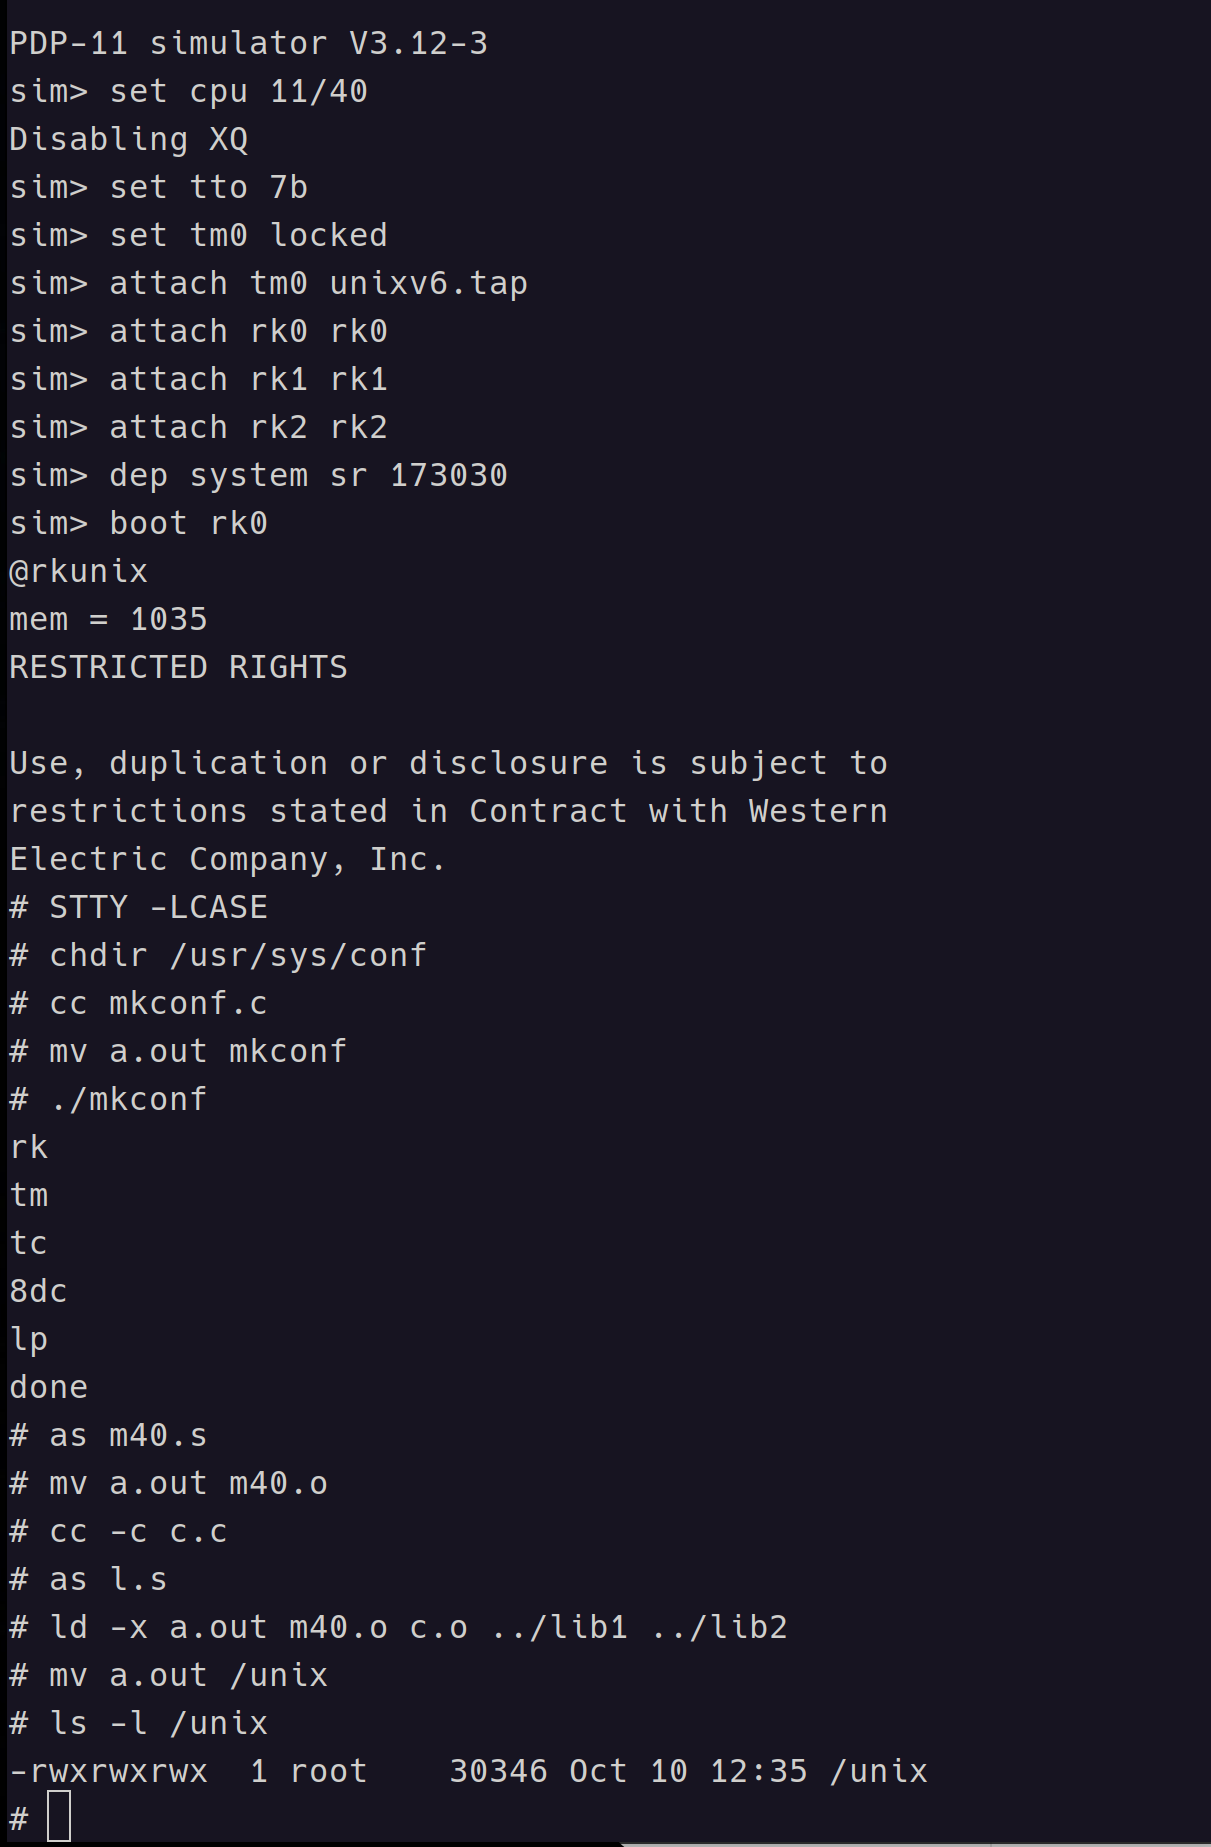 PDP-11 simulator V3.12-3
sim> set cpu 11/40
Disabling XQ
sim> set tto 7b
sim> set tm0 locked
sim> attach tm0 unixv6.tap
sim> attach rk0 rk0
sim> attach rk1 rk1
sim> attach rk2 rk2
sim> dep system sr 173030
sim> boot rk0
@rkunix
mem = 1035
RESTRICTED RIGHTS

Use, duplication or disclosure is subject to
restrictions stated in Contract with Western
Electric Company, Inc.
# STTY -LCASE
# chdir /usr/sys/conf
# cc mkconf.c
# mv a.out mkconf
# ./mkconf
rk
tm
tc
8dc
lp
done
# as m40.s
# mv a.out m40.o
# cc -c c.c
# as l.s
# ld -x a.out m40.o c.o ../lib1 ../lib2
# mv a.out /unix
# ls -l /unix
-rwxrwxrwx  1 root    30346 Oct 10 12:35 /unix
#